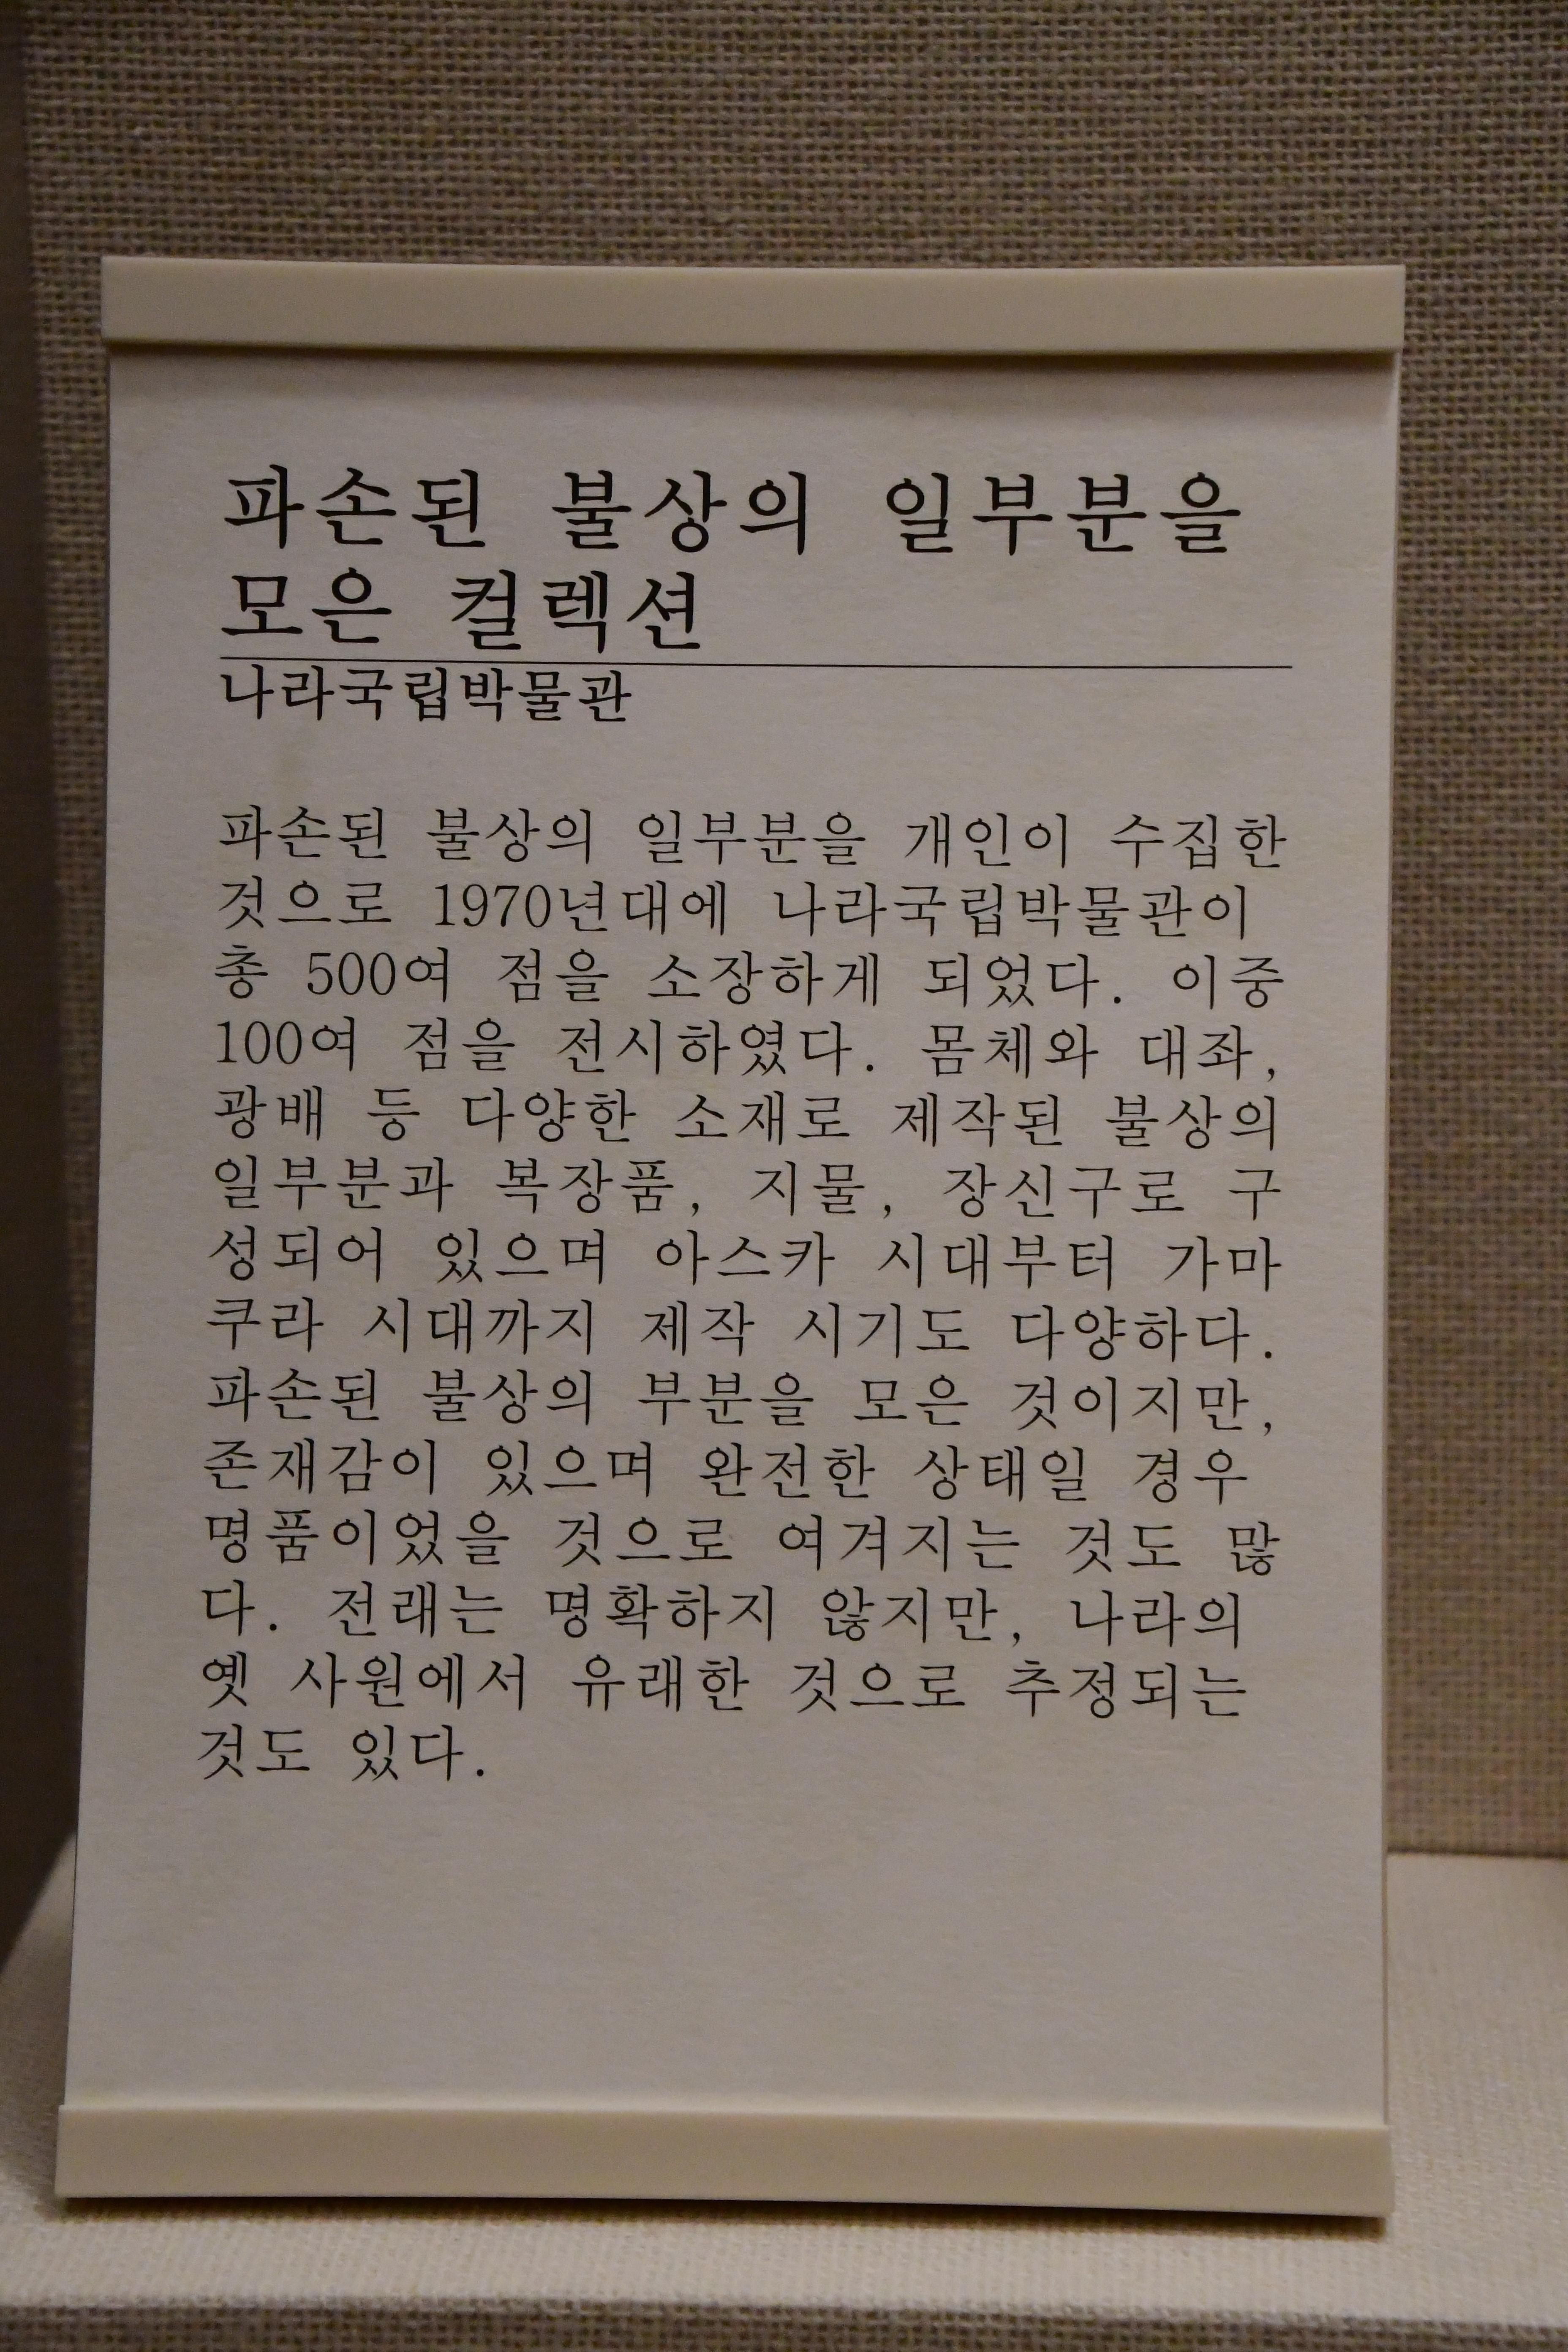 파손된 불상의 일부분을
모은 컬렉션
나라국립박물관
파손된 불상의 일부분을 개인이 수집한
것으로 1970년대에 나라국립박물관이
총 500여 점을 소장하게 되었다. 이중
100여 점을 전시하였다. 몸체와 대좌,
광배 등 다양한 소재로 제작된 불상의
일부분과 복장품, 지물, 장신구로 구
성되어 있으며 아스카 시대부터 가마
쿠라 시대까지 제작 시기도 다양하다.
파손된 불상의 부분을 모은 것이지만,
존재감이 있으며 완전한 상태일 경우
명품이었을 것으로 여겨지는 것도 많
다. 전래는 명확하지 않지만, 나라의
옛 사원에서 유래한 것으로 추정되는
것도 있다.